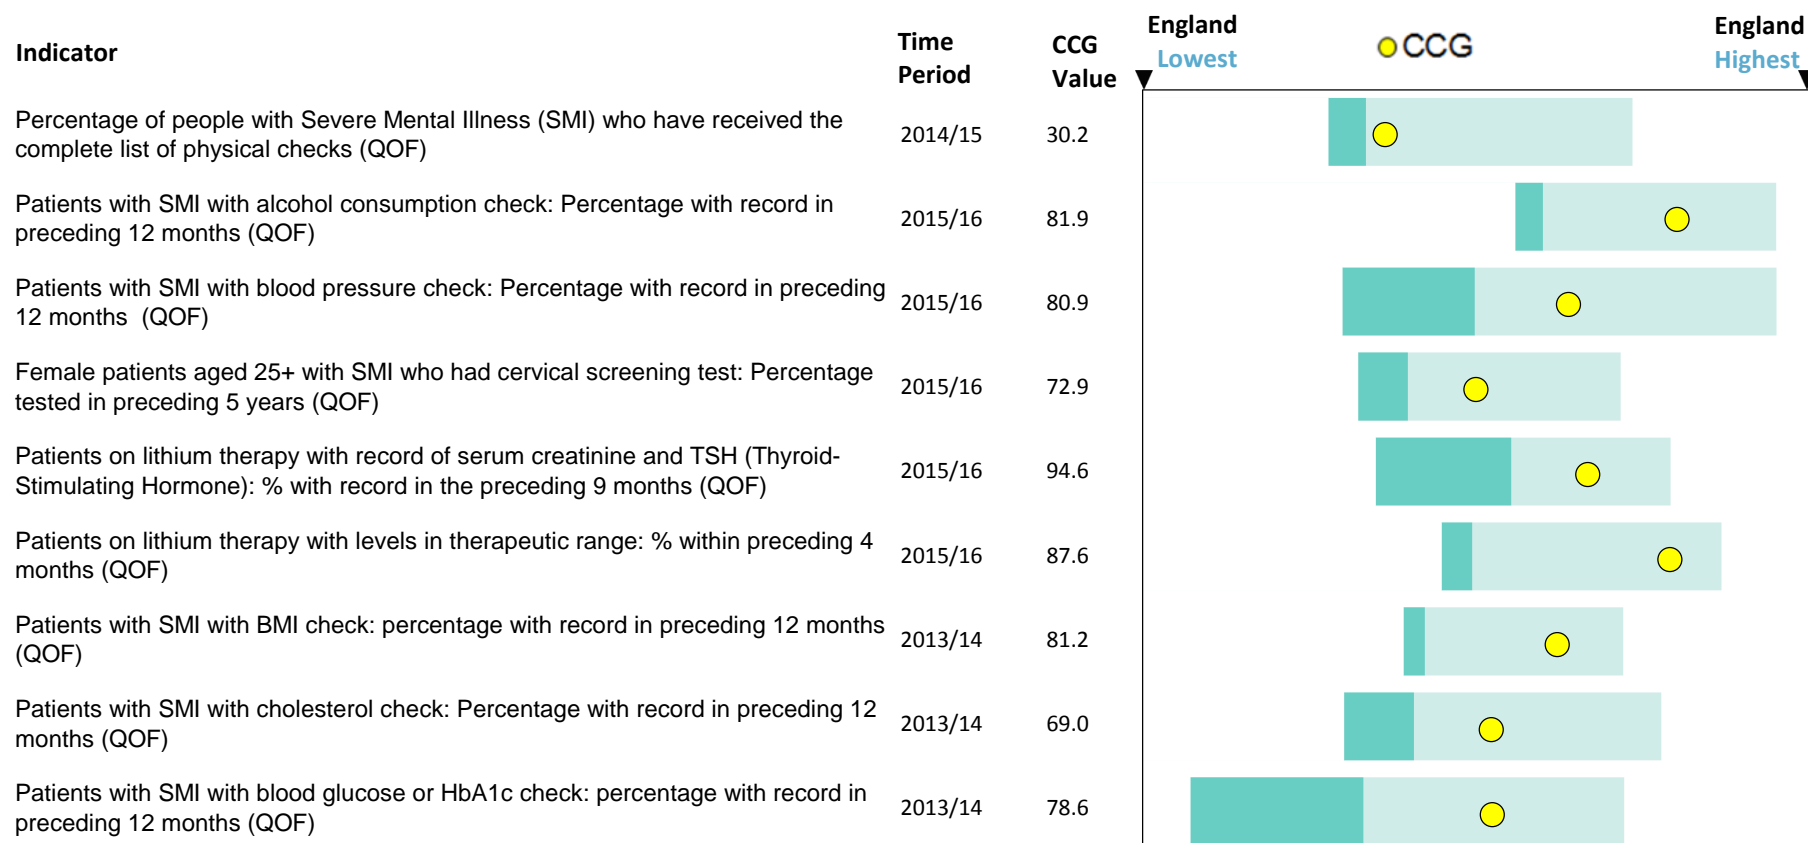 Indicator
Time
Period
CCG
Value
England
Lowest
CCG
England
Highest
Percentage of people with Severe Mental Illness (SMI) who have received the
complete list of physical checks (QOF)
2014/15
30.2
Patients with SMI with alcohol consumption check: Percentage with record in
preceding 12 months (QOF)
2015/16
81.9
Patients with SMI with blood pressure check: Percentage with record in preceding
12 months  (QOF)
2015/16
80.9
Female patients aged 25+ with SMI who had cervical screening test: Percentage
tested in preceding 5 years (QOF)
2015/16
72.9
Patients on lithium therapy with record of serum creatinine and TSH (Thyroid-
Stimulating Hormone): % with record in the preceding 9 months (QOF)
2015/16
94.6
Patients on lithium therapy with levels in therapeutic range: % within preceding 4
months (QOF)
2015/16
87.6
Patients with SMI with BMI check: percentage with record in preceding 12 months
(QOF)
2013/14
81.2
Patients with SMI with cholesterol check: Percentage with record in preceding 12
months (QOF)
2013/14
69.0
Patients with SMI with blood glucose or HbA1c check: percentage with record in
preceding 12 months (QOF)
2013/14
78.6